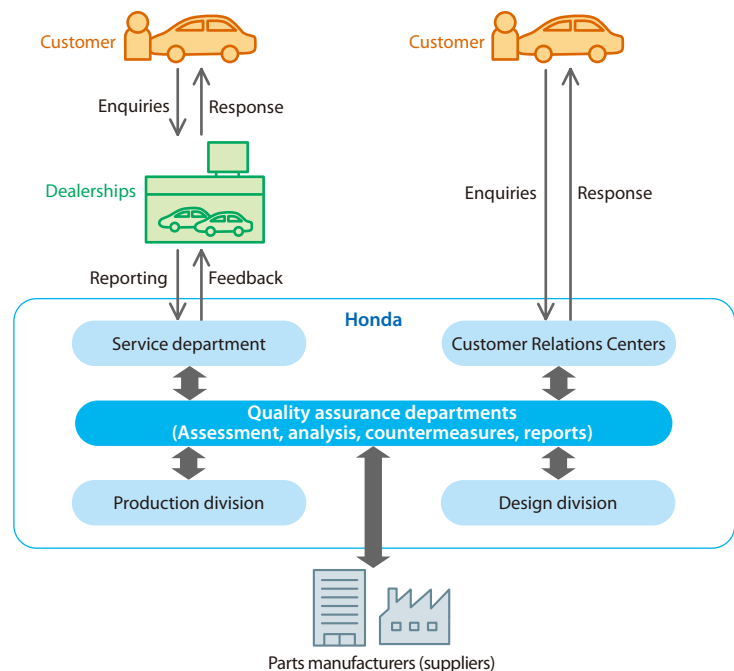 Customer
Customer
Enquiries
Response
Dealerships
Enquiries
Response
Reporting
Feedback
Honda
Service department
Customer Relations Centers
Quality assurance departments
(Assessment, analysis, countermeasures, reports)
Production division
Design division
Parts manufacturers (suppliers)